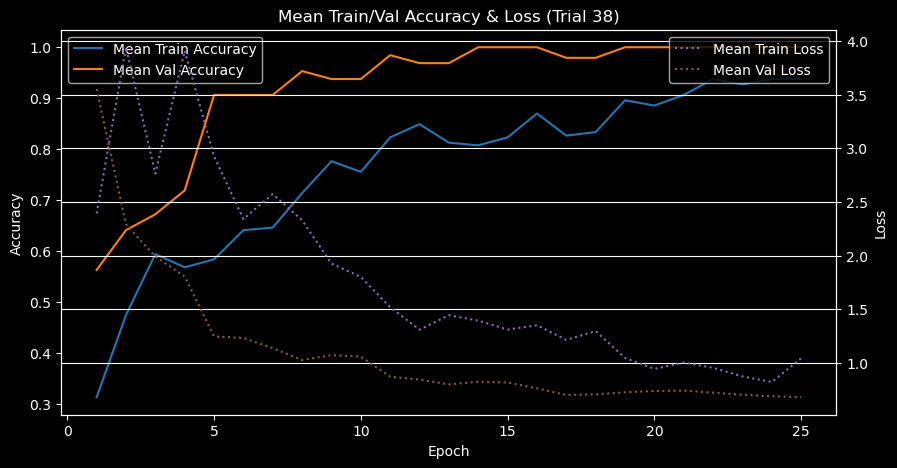 Mean Train/Val Accuracy & Loss (Trial 38)
Mean Train Accuracy
Mean Val Accuracy
Mean Train Loss
Mean Val Loss
1.0
0.9
0.8
0.7
0.6
0.5
0.4
0.3
Accuracy
4.0
3.5
3.0
2.5
2.0
1.5
1.0
Loss
0 5 10 15 20 25
Epoch